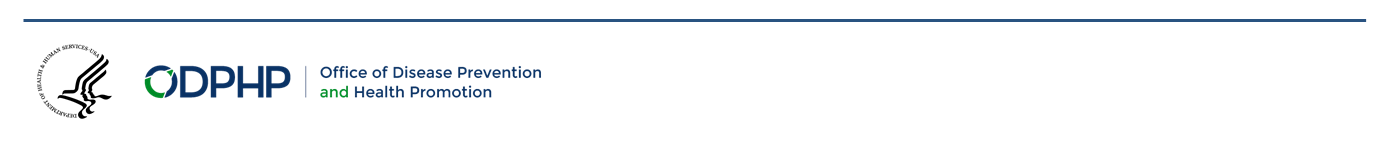 DEPARTMENT OF HEALTH & HUMAN SERVICES·USA
ODPHP
Office of Disease Prevention
and Health Promotion